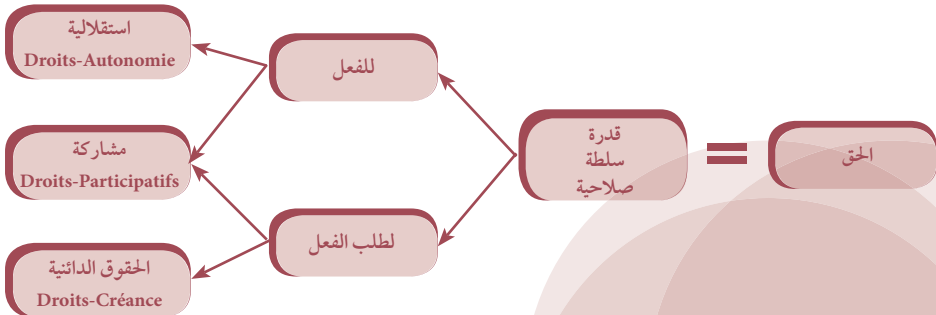 الحق
=
قدرة
سلطة
صلاحية
للفعل
لطلب الفعل
استقلالية
Droits-Autonomie
مشاركة
Droits-Participatifs
الحقوق الدائنية
Droits-Créance